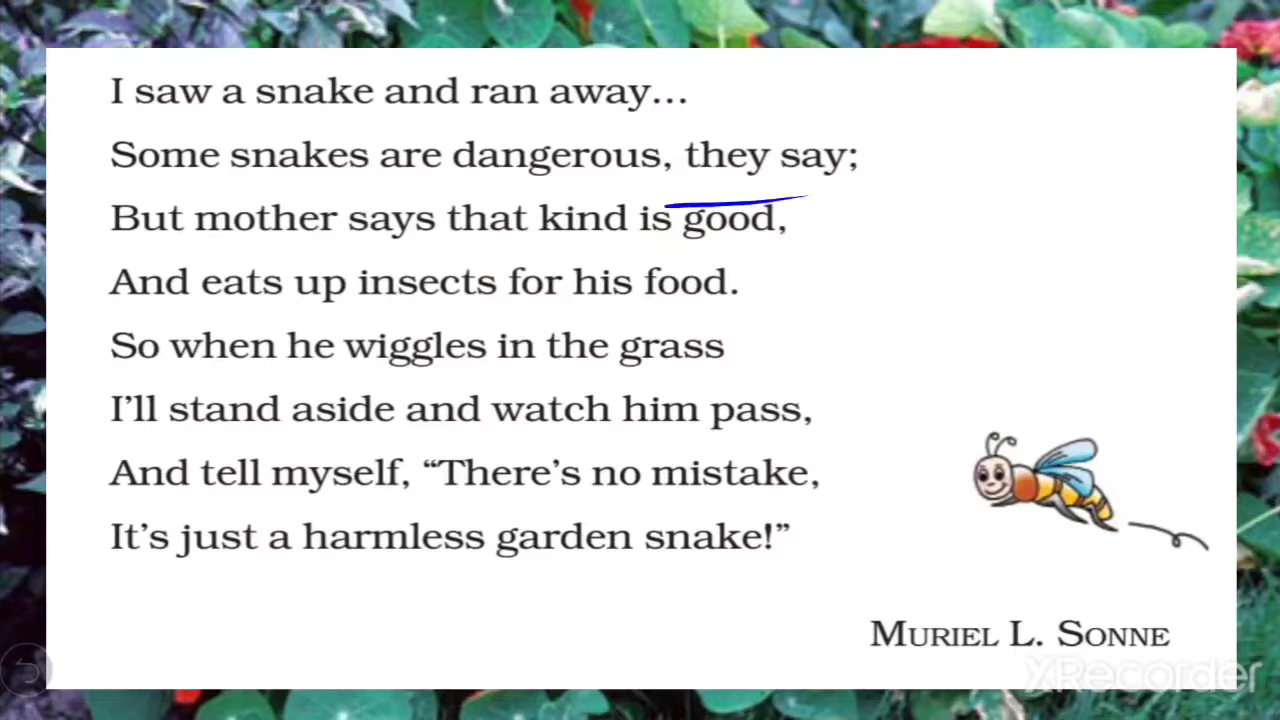 I saw a snake and ran away...
Some snakes are dangerous, they say;
But mother says that kind is good,
And eats up insects for his food.
So when he wiggles in the grass
I’ll stand aside and watch him pass,
And tell myself, “There’s no mistake,
It’s just a harmless garden snake!”
MURIEL L. SONNE
XRecorder